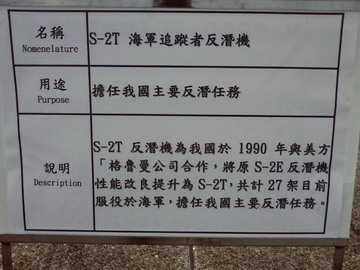 名稱
Nomenelature
S-2T 海軍追蹤者反潛機
用途
Purpose
擔任我國主要反潛任務
說明
Description
S-2T 反潛機為我國於 1990 年與美方
「格魯曼公司合作，將原 S-2E 反潛機
性能改良提升為 S-2T，共計 27 架目前
服役於海軍，擔任我國主要反潛任務。